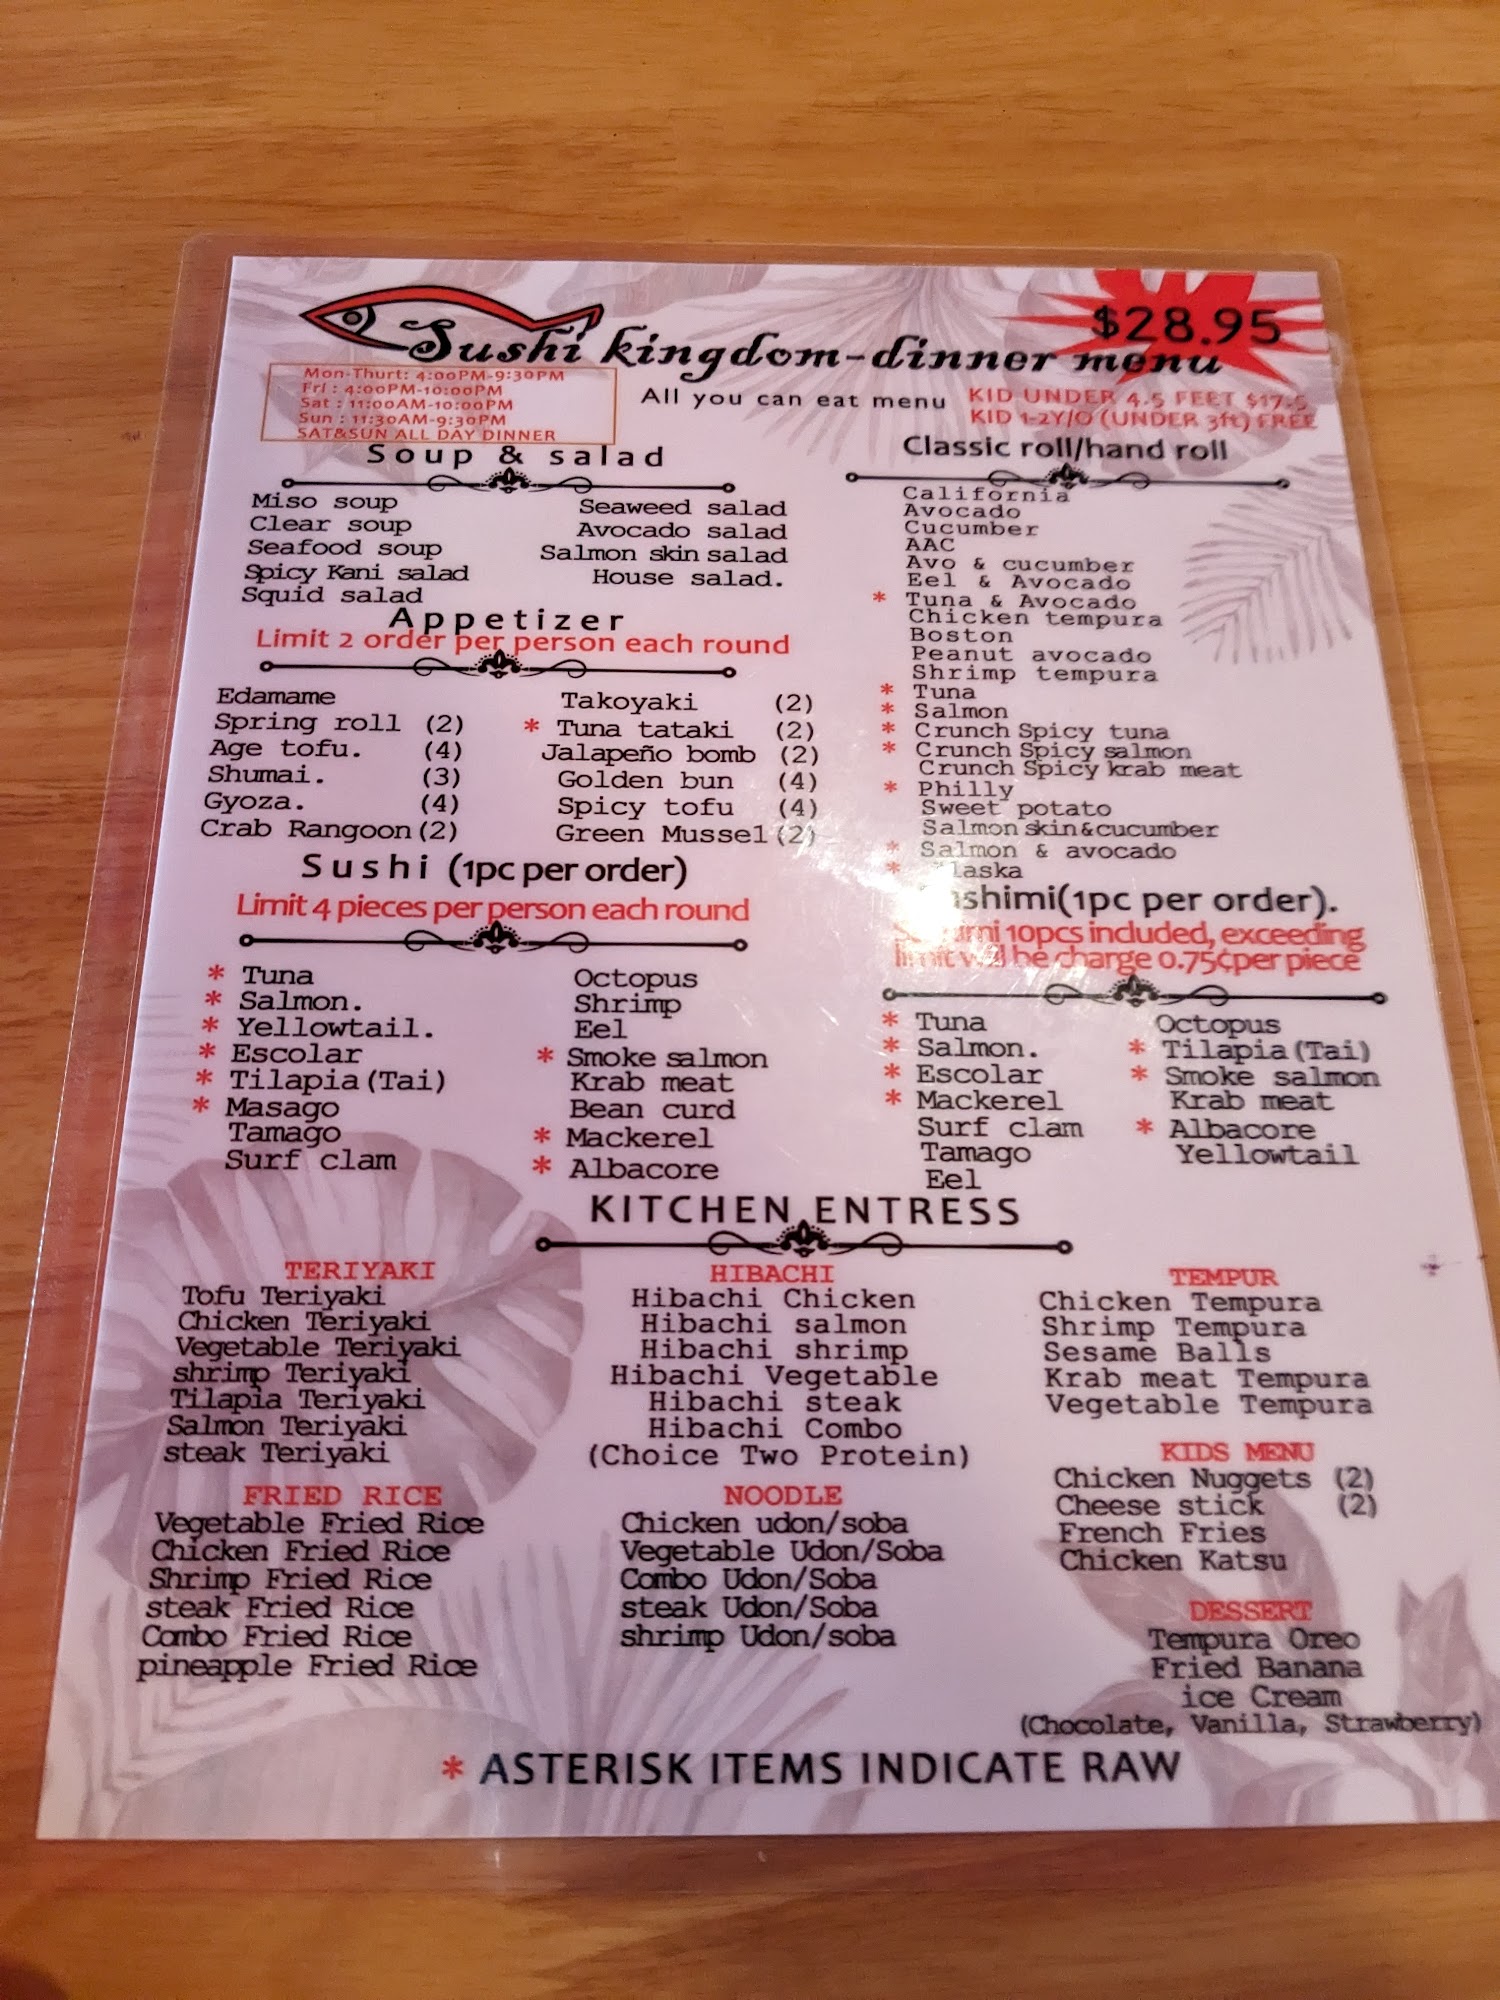 $28.95
Sushi kingdom-dinner menu
Mon-Thurt: 4:00PM-9:30PM
Fri : 4:00PM-10:00PM
Sat : 11:00AM-10:00PM
Sun : 11:30AM-9:30PM
SAT&SUN ALL DAY DINNER
All you can eat menu
KID UNDER 4.5 FEET $17.5
KID 1-2Y/O (UNDER 3ft) FREE
Soup & salad
Miso soup
Clear soup
Seafood soup
Spicy Kani salad
Squid salad
Seaweed salad
Avocado salad
Salmon skin salad
House salad.
Appetizer
Limit 2 order per person each round
Edamame
Spring roll (2)
Age tofu. (4)
Shumai. (3)
Gyoza. (4)
Crab Rangoon (2)
Takoyaki (2)
* Tuna tataki (2)
Jalapeño bomb (2)
Golden bun (4)
Spicy tofu (4)
Green Mussel (2)
Sushi (1pc per order)
Limit 4 pieces per person each round
* Tuna
* Salmon.
* Yellowtail.
* Escolar
* Tilapia(Tai)
* Masago
Tamago
Surf clam
Octopus
Shrimp
Eel
* Smoke salmon
Krab meat
Bean curd
* Mackerel
* Albacore
Classic roll/hand roll
California
Avocado
Cucumber
AAC
Avo & cucumber
Eel & Avocado
* Tuna & Avocado
Chicken tempura
Boston
Peanut avocado
Shrimp tempura
* Tuna
* Salmon
* Crunch Spicy tuna
* Crunch Spicy salmon
Crunch Spicy krab meat
* Philly
Sweet potato
Salmon skin&cucumber
* Salmon & avocado
* Alaska
Sashimi(1pc per order).
10pcs included, exceeding
limit will be charge 0.75¢per piece
* Tuna
* Salmon.
* Escolar
* Mackerel
Surf clam
Tamago
Eel
Octopus
* Tilapia(Tai)
* Smoke salmon
Krab meat
* Albacore
Yellowtail
KITCHEN ENTRESS
TERIYAKI
Tofu Teriyaki
Chicken Teriyaki
Vegetable Teriyaki
shrimp Teriyaki
Tilapia Teriyaki
Salmon Teriyaki
steak Teriyaki
FRIED RICE
Vegetable Fried Rice
Chicken Fried Rice
Shrimp Fried Rice
steak Fried Rice
Combo Fried Rice
pineapple Fried Rice
HIBACHI
Hibachi Chicken
Hibachi salmon
Hibachi shrimp
Hibachi Vegetable
Hibachi steak
Hibachi Combo
(Choice Two Protein)
NOODLE
Chicken udon/soba
Vegetable Udon/Soba
Combo Udon/Soba
steak Udon/Soba
shrimp Udon/soba
TEMPUR
Chicken Tempura
Shrimp Tempura
Sesame Balls
Krab meat Tempura
Vegetable Tempura
KIDS MENU
Chicken Nuggets (2)
Cheese stick (2)
French Fries
Chicken Katsu
DESSERT
Tempura Oreo
Fried Banana
ice Cream
(Chocolate, Vanilla, Strawberry)
* ASTERISK ITEMS INDICATE RAW